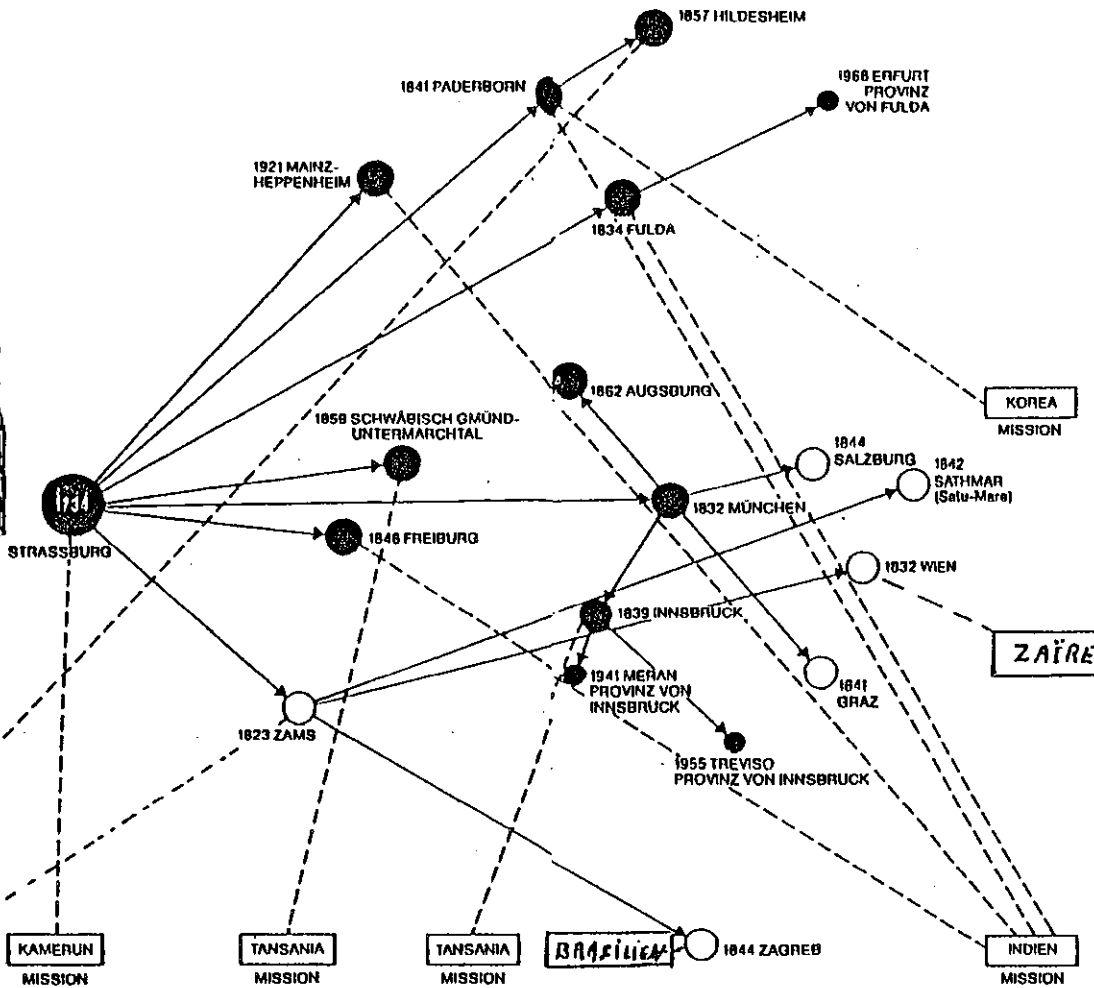 1857 HILDESHEIM
1841 PADERBORN
1968 ERFURT
PROVINZ
VON FULDA
1921 MAINZ-
HEPPENHEIM
1834 FULDA
1862 AUGSBURG
KOREA
MISSION
1858 SCHWÄBISCH GMÜND-
UNTERMARCHTAL
1844
SALZBURG
1842
SATHMAR
(Satu-Mare)
1734
STRASSBURG
1832 MÜNCHEN
1846 FREIBURG
1832 WIEN
1839 INNSBRUCK
ZAÏRE
1941 MERAN
PROVINZ VON
INNSBRUCK
1841
GRAZ
1823 ZAMS
1955 TREVISO
PROVINZ VON INNSBRUCK
KAMERUN
MISSION
TANSANIA
MISSION
TANSANIA
MISSION
BRASILIEN
1844 ZAGREB
INDIEN
MISSION